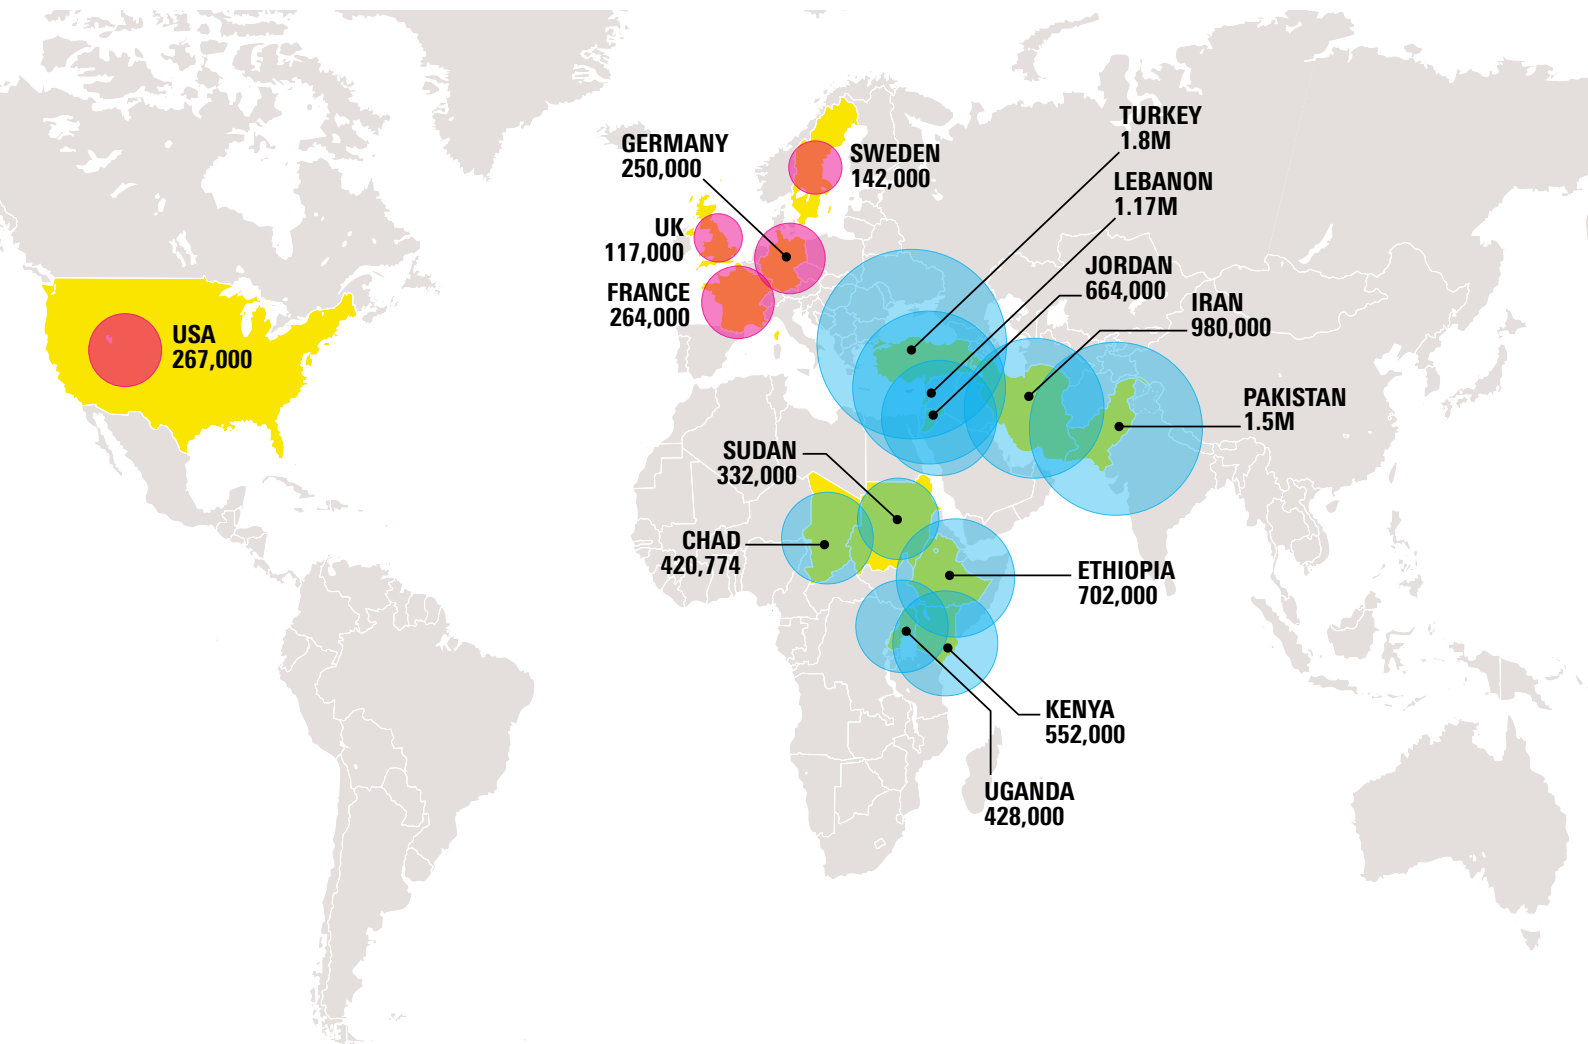 TURKEY
1.8M
GERMANY
250,000
SWEDEN
142,000
LEBANON
1.17M
UK
117,000
JORDAN
664,000
FRANCE
264,000
IRAN
980,000
USA
267,000
PAKISTAN
1.5M
SUDAN
332,000
CHAD
420,774
ETHIOPIA
702,000
KENYA
552,000
UGANDA
428,000